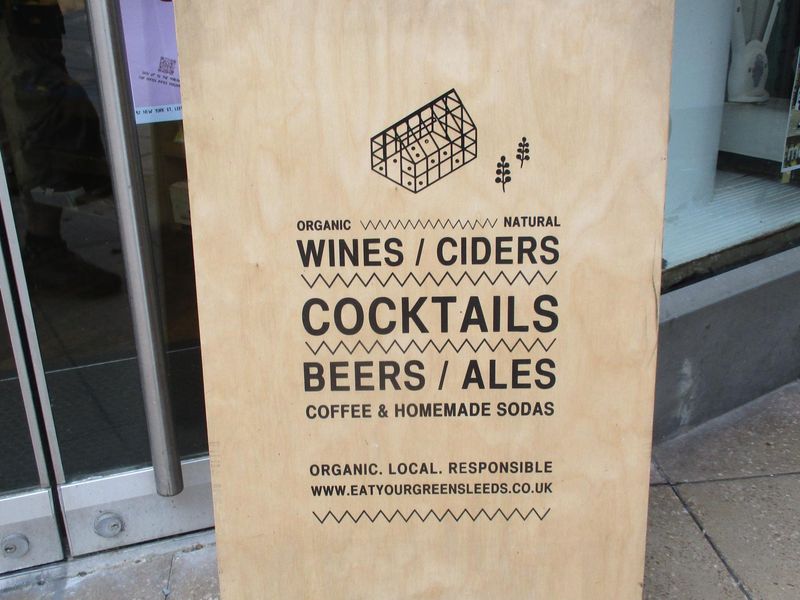 ORGANIC NATURAL
WINES / CIDERS
COCKTAILS
BEERS / ALES
COFFEE & HOMEMADE SODAS
ORGANIC. LOCAL. RESPONSIBLE
WWW.EATYOURGREENSLEEDS.CO.UK